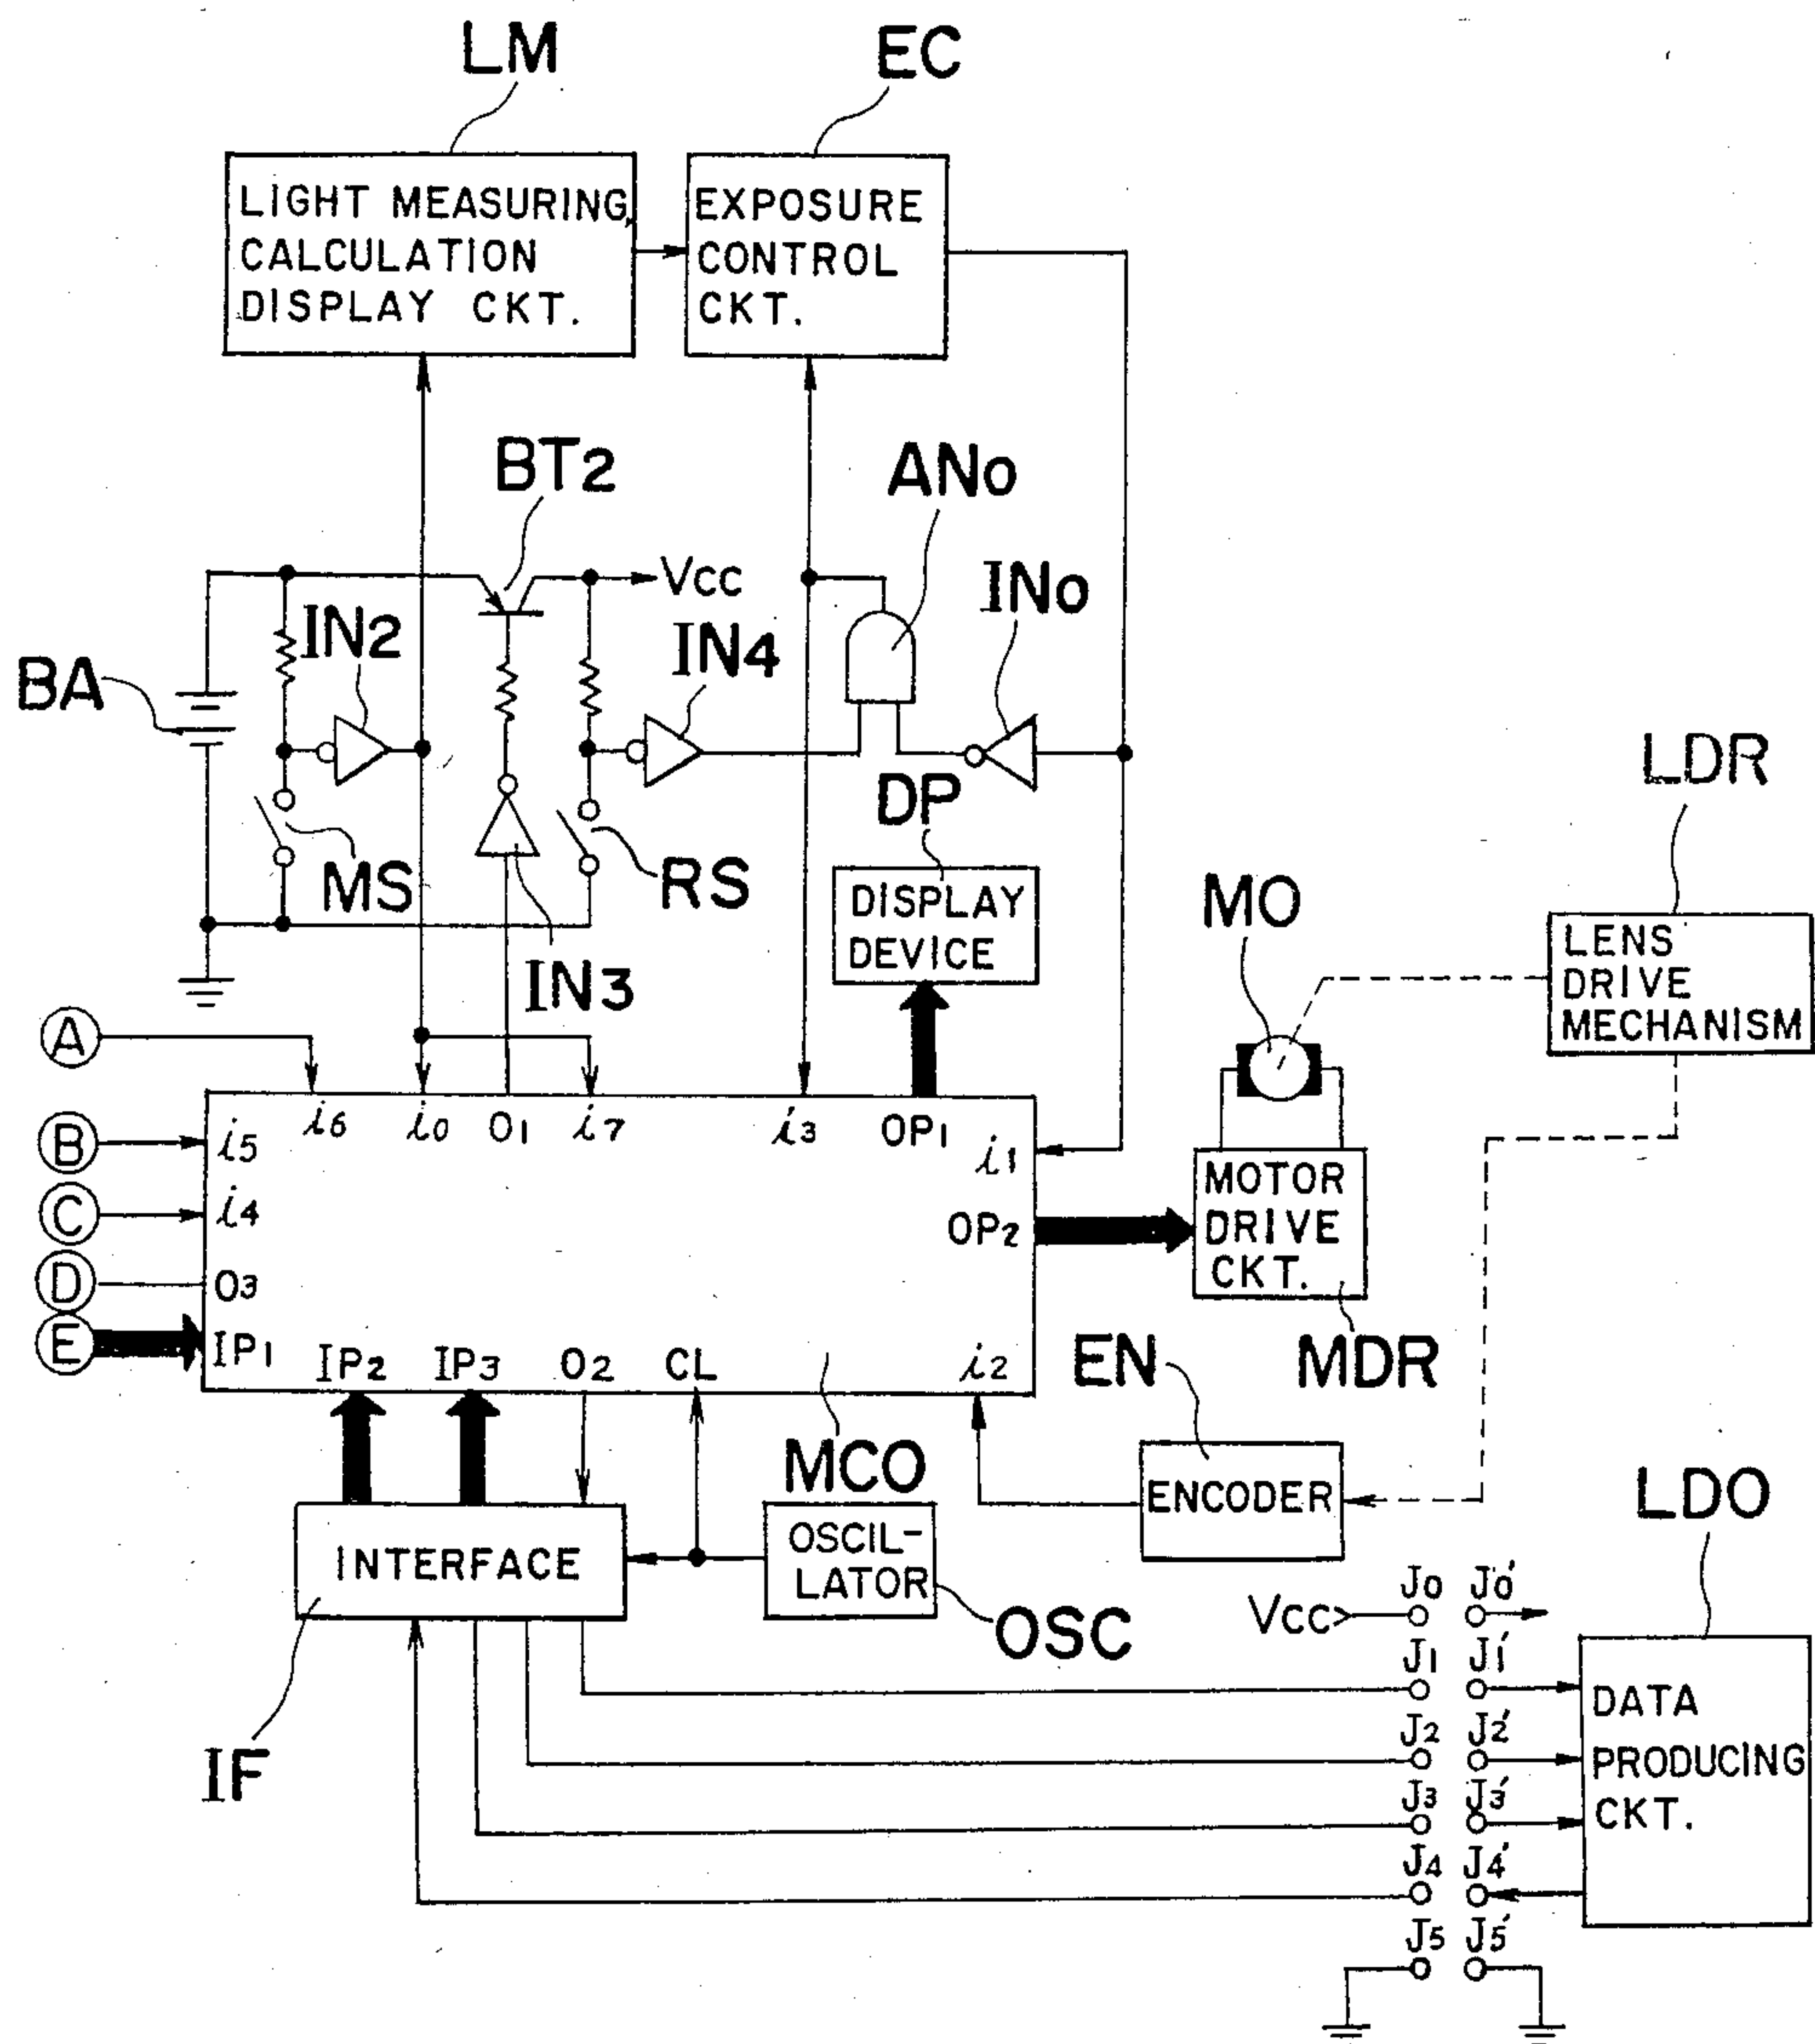 LM
EC
LIGHT MEASURING
CALCULATION
DISPLAY CKT.
EXPOSURE
CONTROL
CKT.
BT2
ANo
INo
Vcc
IN2
IN4
BA
DP
LDR
MS
RS
DISPLAY
DEVICE
MO
LENS
DRIVE
MECHANISM
IN3
A
i6
i0
O1
i7
i3
OP1
i1
B
i5
C
i4
OP2
MOTOR
DRIVE
CKT.
D
O3
E
IP1
IP2
IP3
O2
CL
i2
EN
MDR
MCO
ENCODER
LDO
INTERFACE
OSCIL-
LATOR
OSC
Vcc
J0
J0'
J1
J1'
J2
J2'
J3
J3'
J4
J4'
J5
J5'
DATA
PRODUCING
CKT.
IF